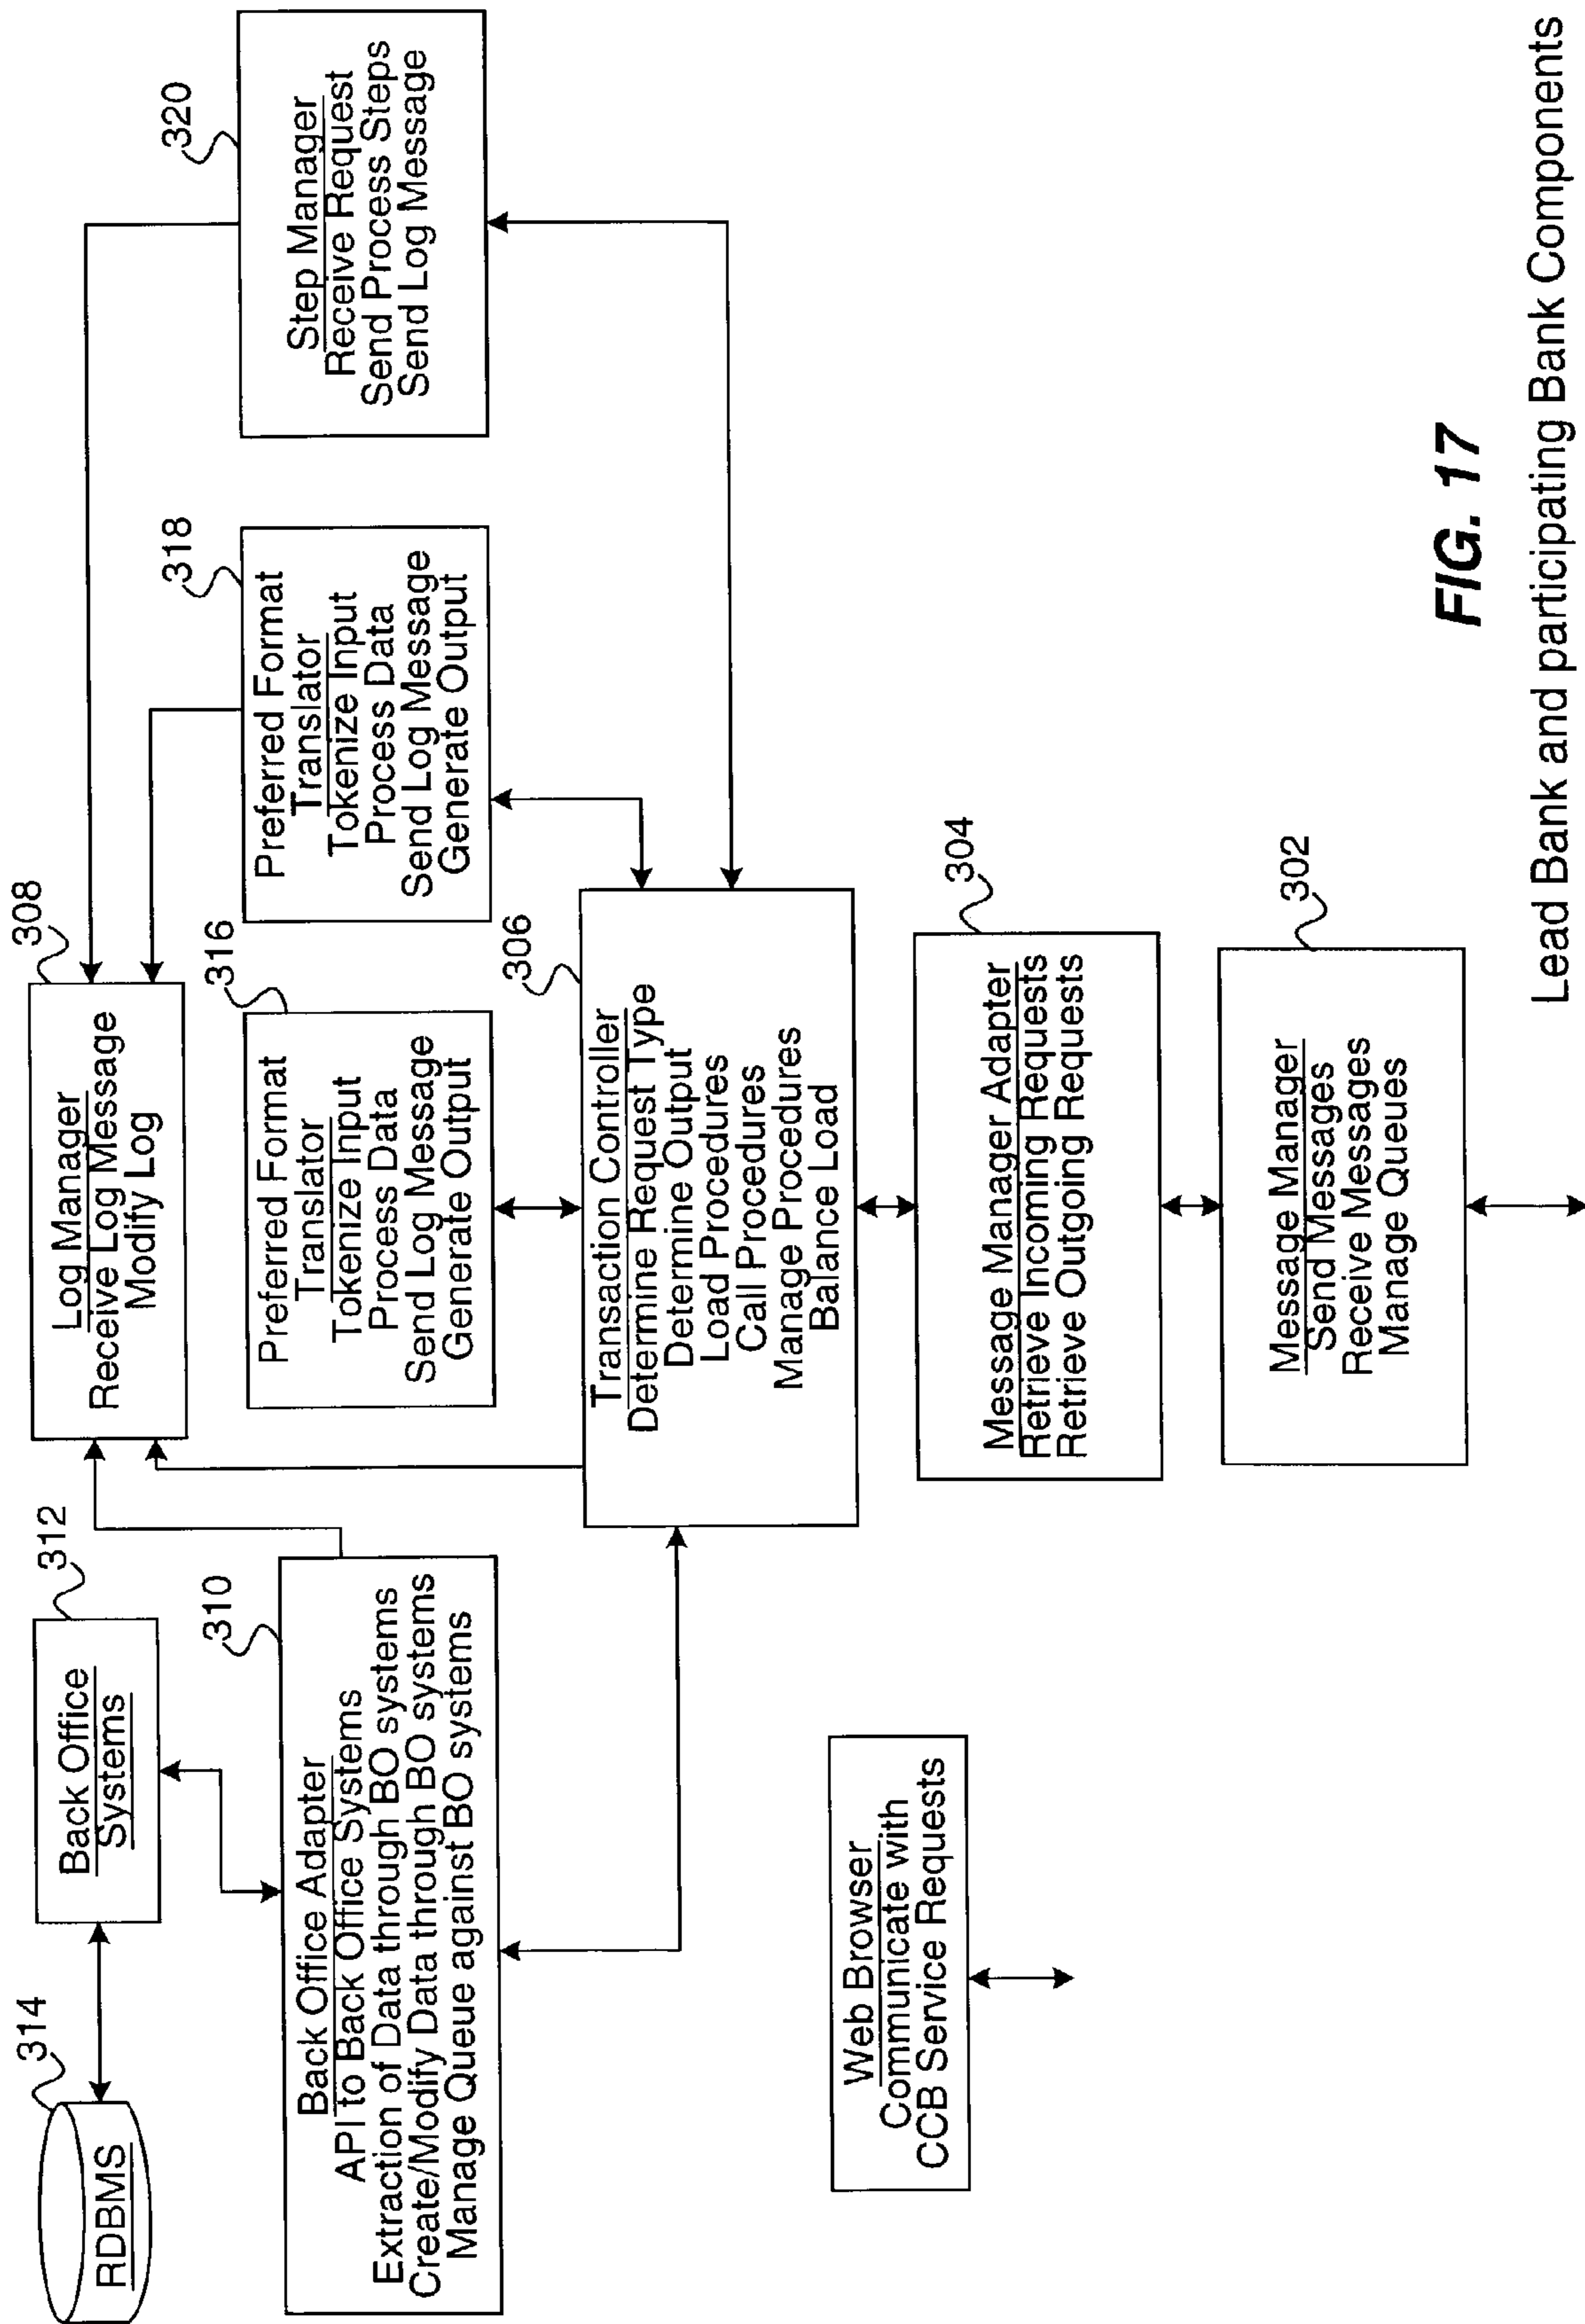 314
RDBMS
312
Back Office
Systems
308
Log Manager
Receive Log Message
Modify Log
310
Back Office Adapter
API to Back Office Systems
Extraction of Data through BO systems
Create/Modify Data through BO systems
Manage Queue against BO systems
316
Preferred Format
Translator
Tokenize Input
Process Data
Send Log Message
Generate Output
318
Preferred Format
Translator
Tokenize Input
Process Data
Send Log Message
Generate Output
320
Step Manager
Receive Request
Send Process Steps
Send Log Message
306
Transaction Controller
Determine Request Type
Determine Output
Load Procedures
Call Procedures
Manage Procedures
Balance Load
Web Browser
Communicate with
CCB Service Requests
304
Message Manager Adapter
Retrieve Incoming Requests
Retrieve Outgoing Requests
302
Message Manager
Send Messages
Receive Messages
Manage Queues
FIG. 17
Lead Bank and participating Bank Components